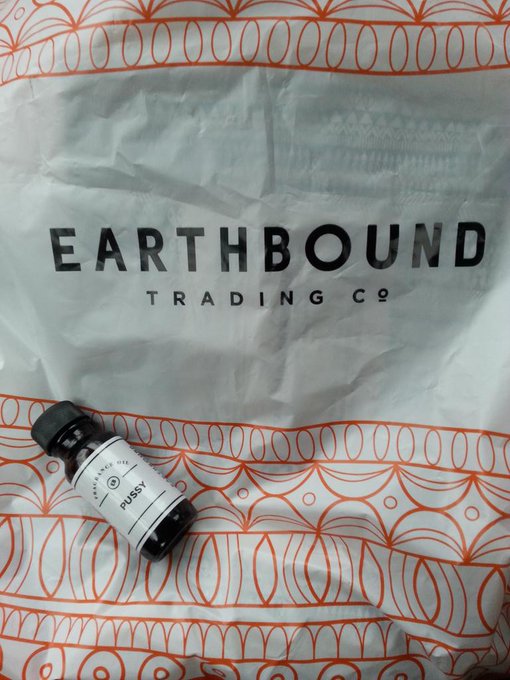 EARTHBOUND
TRADING Co
FRAGRANCE OIL
PUSSY